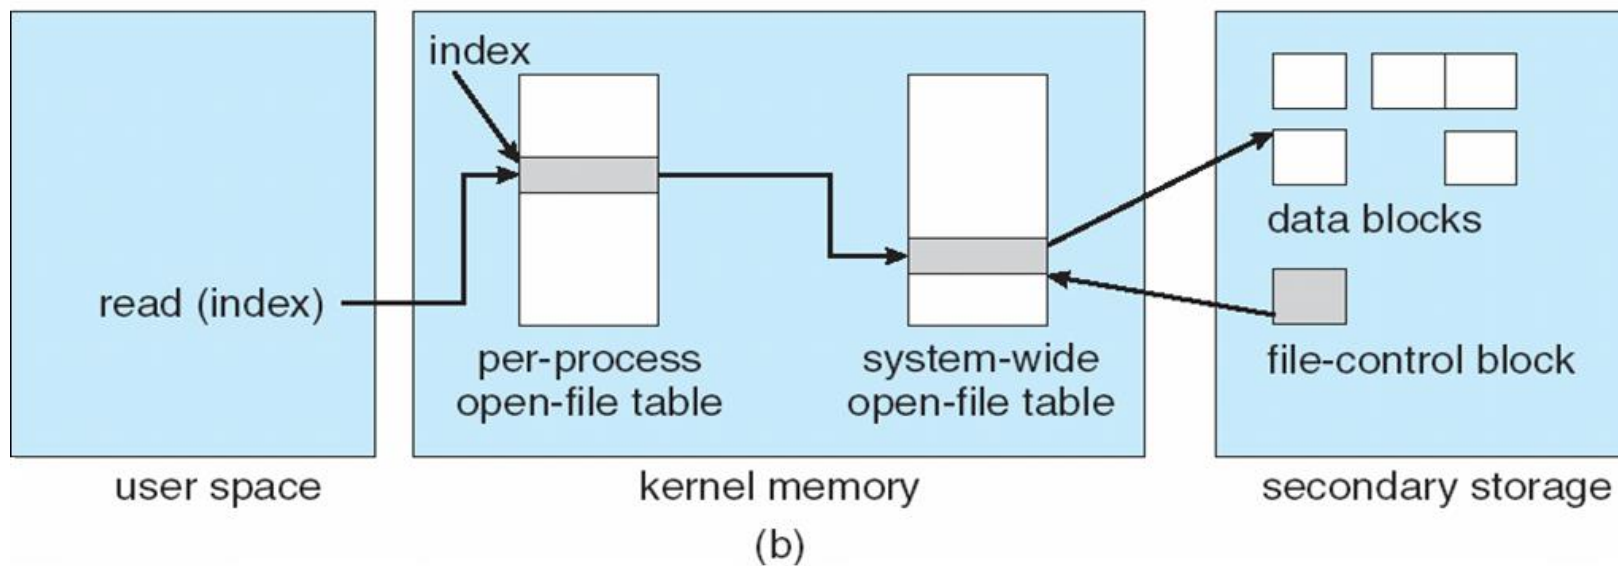 index
read (index)
per-process
open-file table
system-wide
open-file table
data blocks
file-control block
user space
kernel memory
secondary storage
(b)